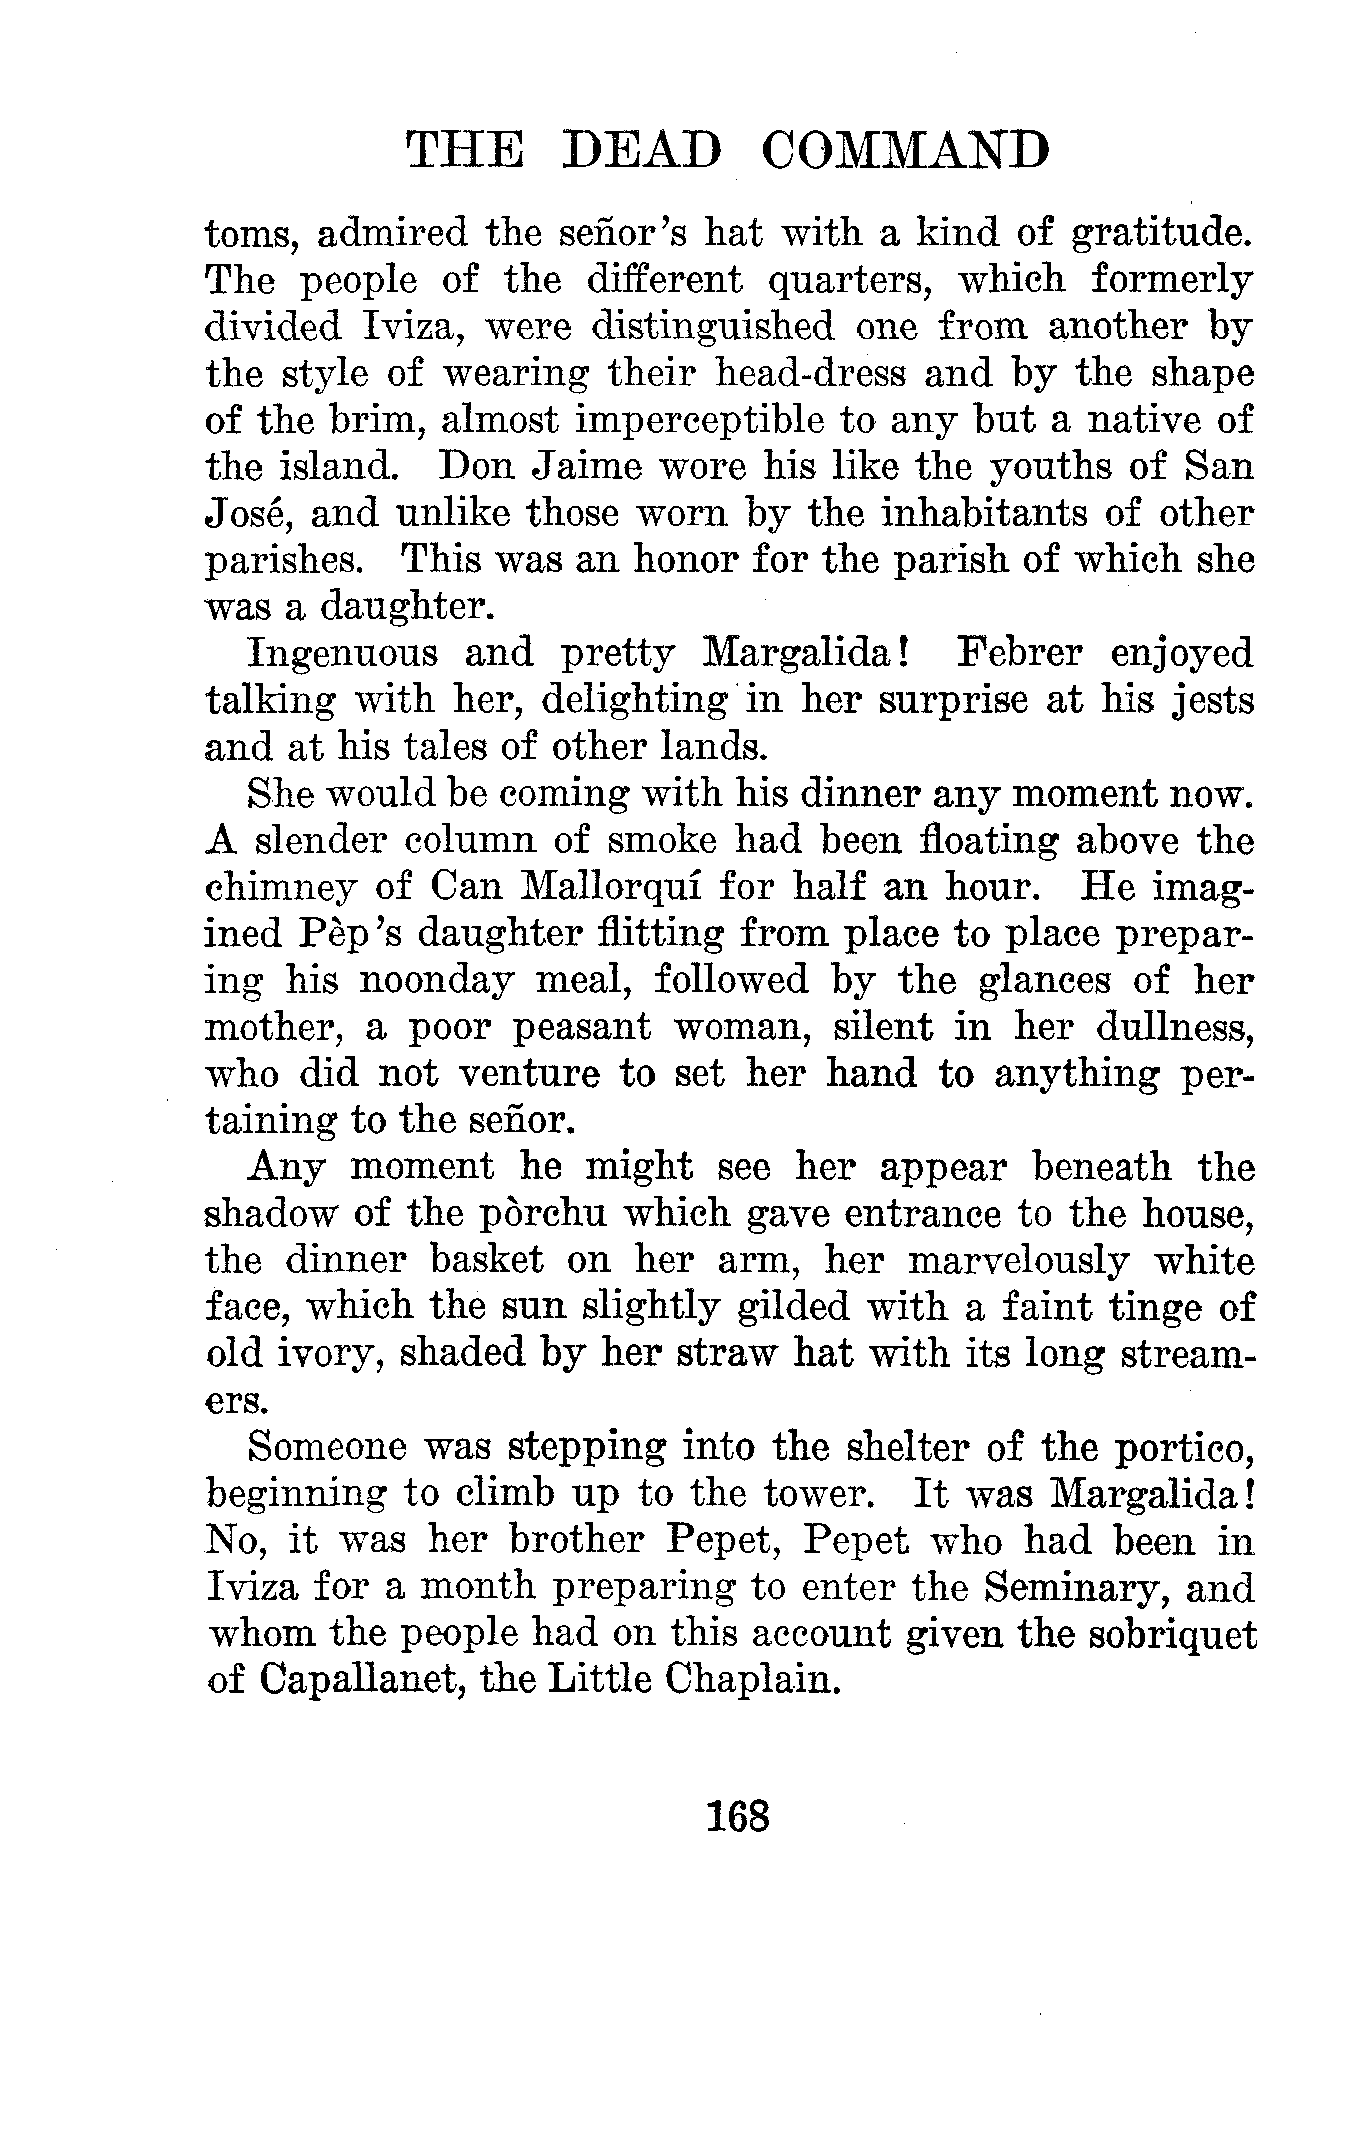 THE DEAD COMMAND
toms, admired the señor's hat with a kind of gratitude.
The people of the different quarters, which formerly
divided Iviza, were distinguished one from another by
the style of wearing their head-dress and by the shape
of the brim, almost imperceptible to any but a native of
the island. Don Jaime wore his like the youths of San
José, and unlike those worn by the inhabitants of other
parishes. This was an honor for the parish of which she
was a daughter.
Ingenuous and pretty Margalida! Febrer enjoyed
talking with her, delighting in her surprise at his jests
and at his tales of other lands.
She would be coming with his dinner any moment now.
A slender column of smoke had been floating above the
chimney of Can Mallorquí for half an hour. He imag-
ined Pèp's daughter flitting from place to place prepar-
ing his noonday meal, followed by the glances of her
mother, a poor peasant woman, silent in her dullness,
who did not venture to set her hand to anything per-
taining to the señor.
Any moment he might see her appear beneath the
shadow of the pòrchu which gave entrance to the house,
the dinner basket on her arm, her marvelously white
face, which the sun slightly gilded with a faint tinge of
old ivory, shaded by her straw hat with its long stream-
ers.
Someone was stepping into the shelter of the portico,
beginning to climb up to the tower. It was Margalida!
No, it was her brother Pepet, Pepet who had been in
Iviza for a month preparing to enter the Seminary, and
whom the people had on this account given the sobriquet
of Capallanet, the Little Chaplain.
168